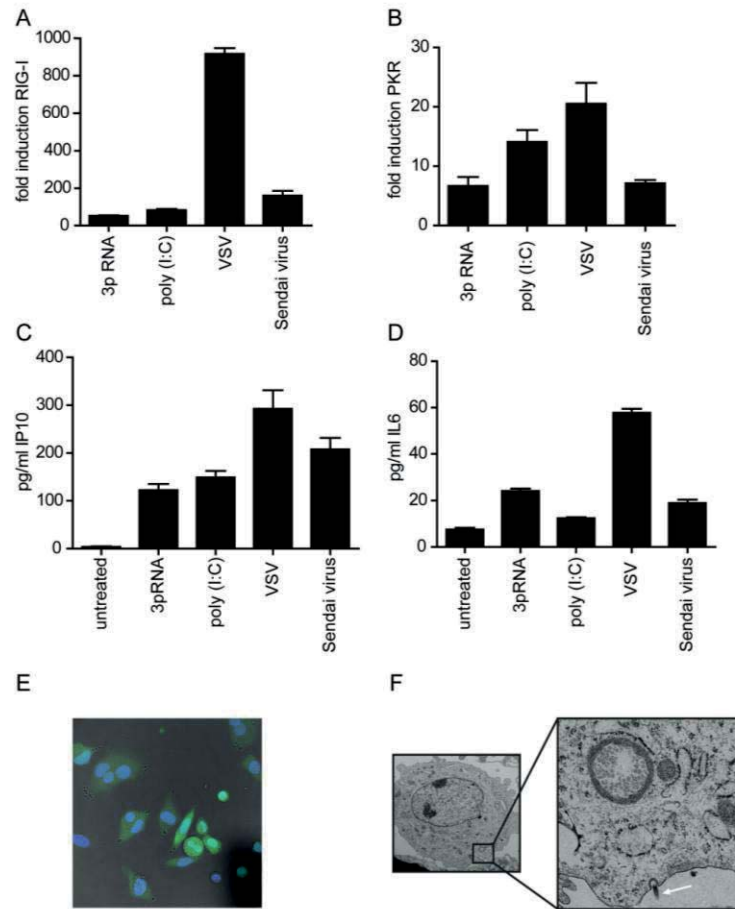 A
fold induction RIG-I
1000
800
600
400
200
0
3p RNA
poly (I:C)
VSV
Sendai virus
B
fold induction PKR
30
20
10
0
3p RNA
poly (I:C)
VSV
Sendai virus
C
pg/ml IP10
400
300
200
100
0
untreated
3pRNA
poly (I:C)
VSV
Sendai virus
D
pg/ml IL6
80
60
40
20
0
untreated
3pRNA
poly (I:C)
VSV
Sendai virus
E
F